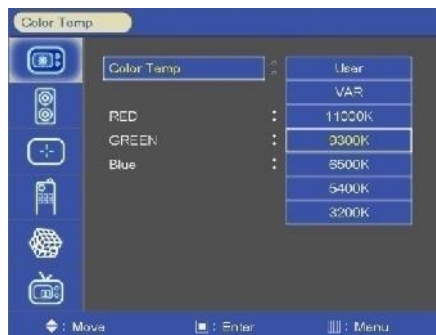 Color Temp
Color Temp : User
VAR
RED : 11000K
GREEN : 9300K
Blue : 6500K
5400K
3200K
: Move : Enter : Menu